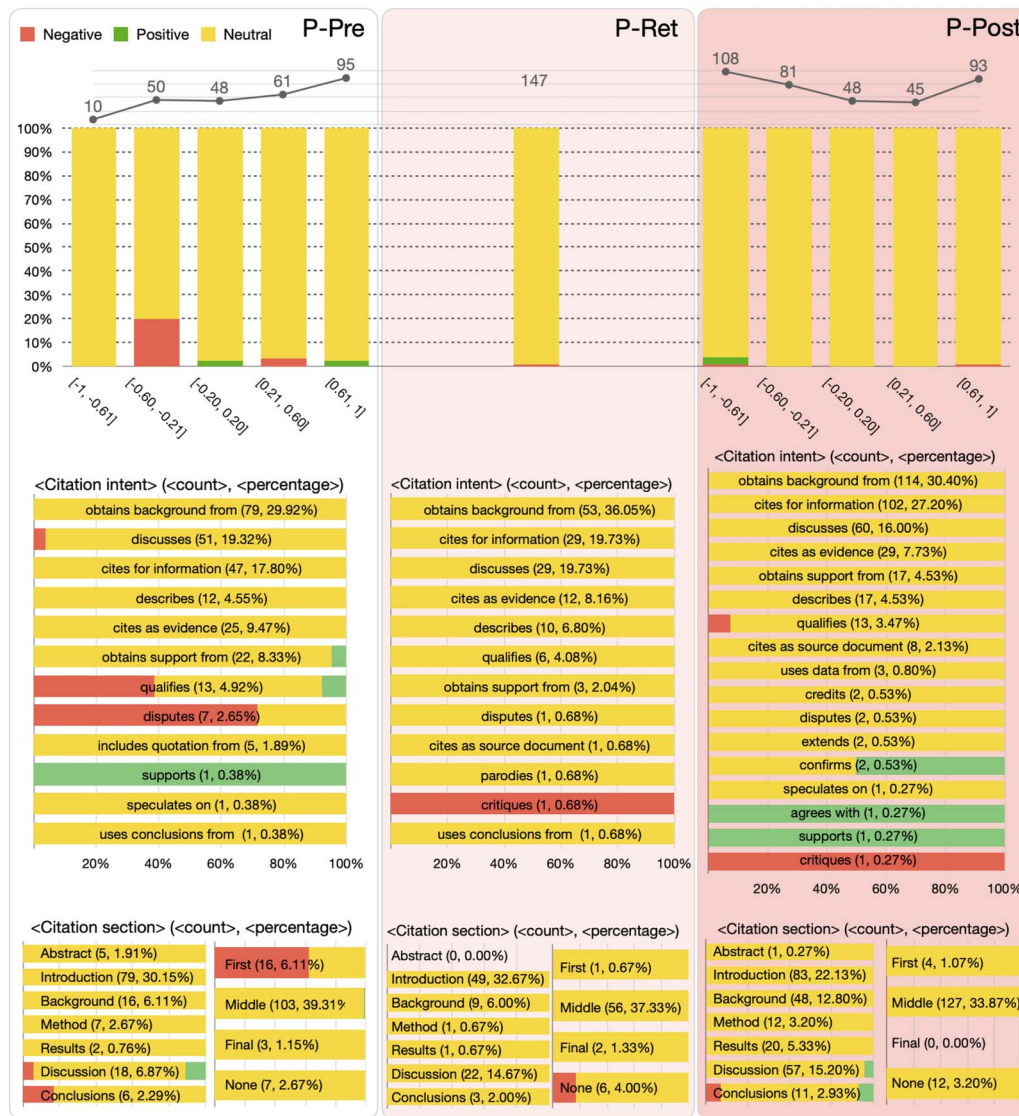 Negative Positive Neutral P-Pre
P-Ret
P-Post
10 50 48 61 95
147
108 81 48 45 93
100%
90%
80%
70%
60%
50%
40%
30%
20%
10%
0%
[-1, -0.61] [-0.60, -0.21] [-0.20, 0.20] [0.21, 0.60] [0.61, 1]
[-1, -0.61] [-0.60, -0.21] [-0.20, 0.20] [0.21, 0.60] [0.61, 1]
<Citation intent> (<count>, <percentage>)
obtains background from (79, 29.92%)
discusses (51, 19.32%)
cites for information (47, 17.80%)
describes (12, 4.55%)
cites as evidence (25, 9.47%)
obtains support from (22, 8.33%)
qualifies (13, 4.92%)
disputes (7, 2.65%)
includes quotation from (5, 1.89%)
supports (1, 0.38%)
speculates on (1, 0.38%)
uses conclusions from (1, 0.38%)
20% 40% 60% 80% 100%
<Citation intent> (<count>, <percentage>)
obtains background from (53, 36.05%)
cites for information (29, 19.73%)
discusses (29, 19.73%)
cites as evidence (12, 8.16%)
describes (10, 6.80%)
qualifies (6, 4.08%)
obtains support from (3, 2.04%)
disputes (1, 0.68%)
cites as source document (1, 0.68%)
parodies (1, 0.68%)
critiques (1, 0.68%)
uses conclusions from (1, 0.68%)
20% 40% 60% 80% 100%
<Citation intent> (<count>, <percentage>)
obtains background from (114, 30.40%)
cites for information (102, 27.20%)
discusses (60, 16.00%)
cites as evidence (29, 7.73%)
obtains support from (17, 4.53%)
describes (17, 4.53%)
qualifies (13, 3.47%)
cites as source document (8, 2.13%)
uses data from (3, 0.80%)
credits (2, 0.53%)
disputes (2, 0.53%)
extends (2, 0.53%)
confirms (2, 0.53%)
speculates on (1, 0.27%)
agrees with (1, 0.27%)
supports (1, 0.27%)
critiques (1, 0.27%)
20% 40% 60% 80% 100%
<Citation section> (<count>, <percentage>)
Abstract (5, 1.91%)
Introduction (79, 30.15%)
Background (16, 6.11%)
Method (7, 2.67%)
Results (2, 0.76%)
Discussion (18, 6.87%)
Conclusions (6, 2.29%)
First (16, 6.11%)
Middle (103, 39.31%
Final (3, 1.15%)
None (7, 2.67%)
<Citation section> (<count>, <percentage>)
Abstract (0, 0.00%)
Introduction (49, 32.67%)
Background (9, 6.00%)
Method (1, 0.67%)
Results (1, 0.67%)
Discussion (22, 14.67%)
Conclusions (3, 2.00%)
First (1, 0.67%)
Middle (56, 37.33%)
Final (2, 1.33%)
None (6, 4.00%)
<Citation section> (<count>, <percentage>)
Abstract (1, 0.27%)
Introduction (83, 22.13%)
Background (48, 12.80%)
Method (12, 3.20%)
Results (20, 5.33%)
Discussion (57, 15.20%)
Conclusions (11, 2.93%)
First (4, 1.07%)
Middle (127, 33.87%)
Final (0, 0.00%)
None (12, 3.20%)